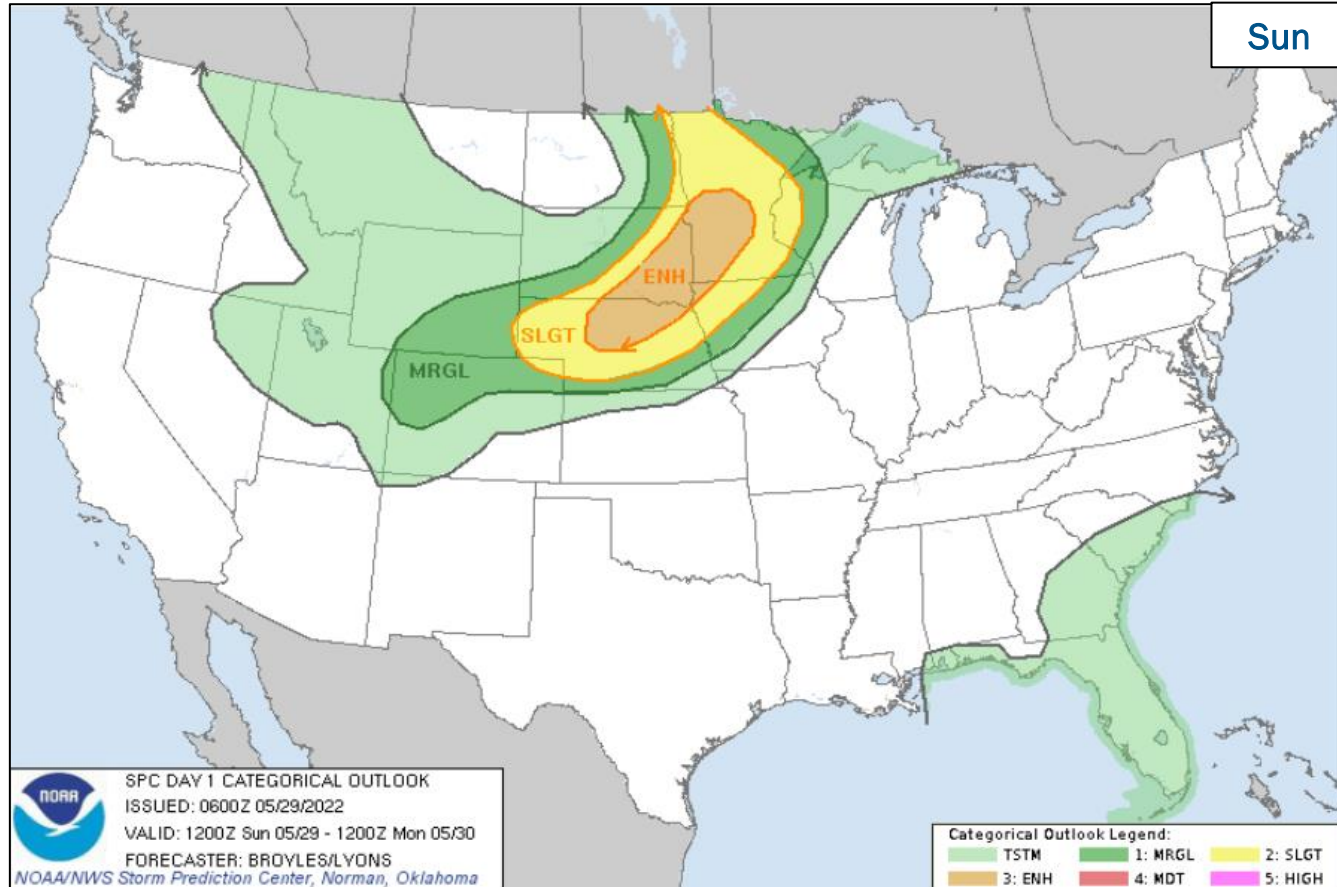 Sun
ENH
SLGT
MRGL
NOAA
SPC DAY 1 CATEGORICAL OUTLOOK
ISSUED: 0600Z 05/29/2022
VALID: 1200Z Sun 05/29 - 1200Z Mon 05/30
FORECASTER: BROYLES/LYONS
NOAA/NWS Storm Prediction Center, Norman, Oklahoma
Categorical Outlook Legend:
TSTM 1: MRGL 2: SLGT
3: ENH 4: MDT 5: HIGH